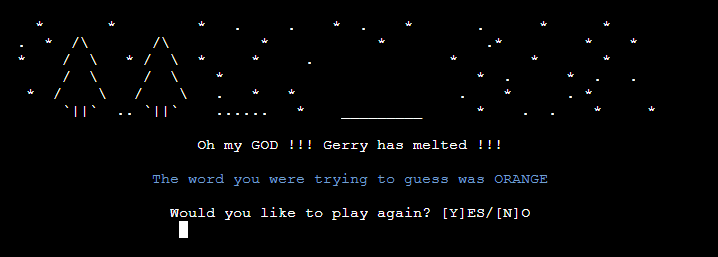 Oh my GOD !!! Gerry has melted !!!
The word you were trying to guess was ORANGE
Would you like to play again? [Y]ES/[N]O